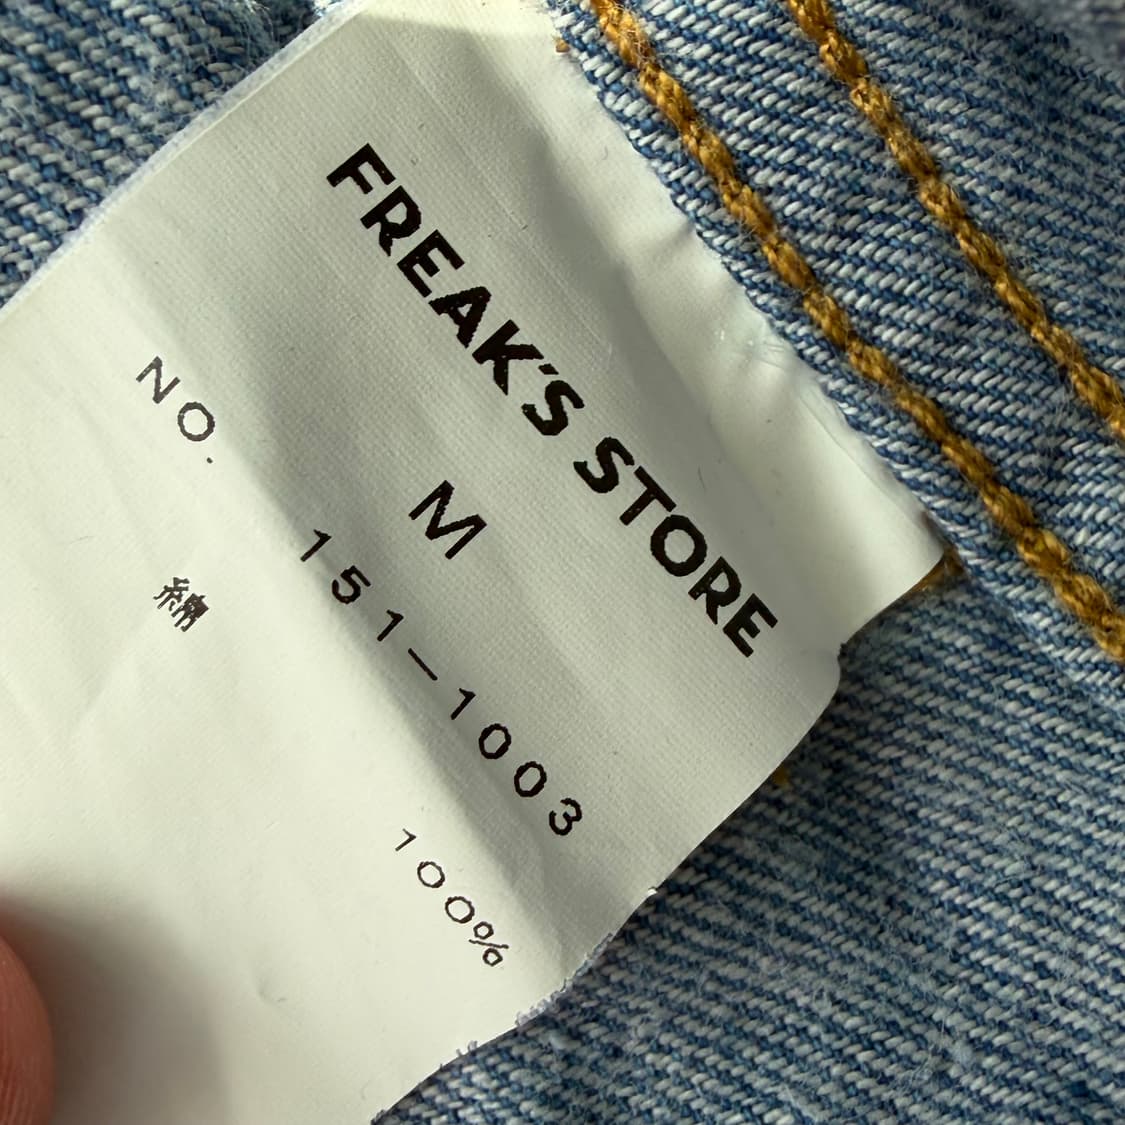 FREAK'S STORE
M
NO. 151-1003
綿 100%